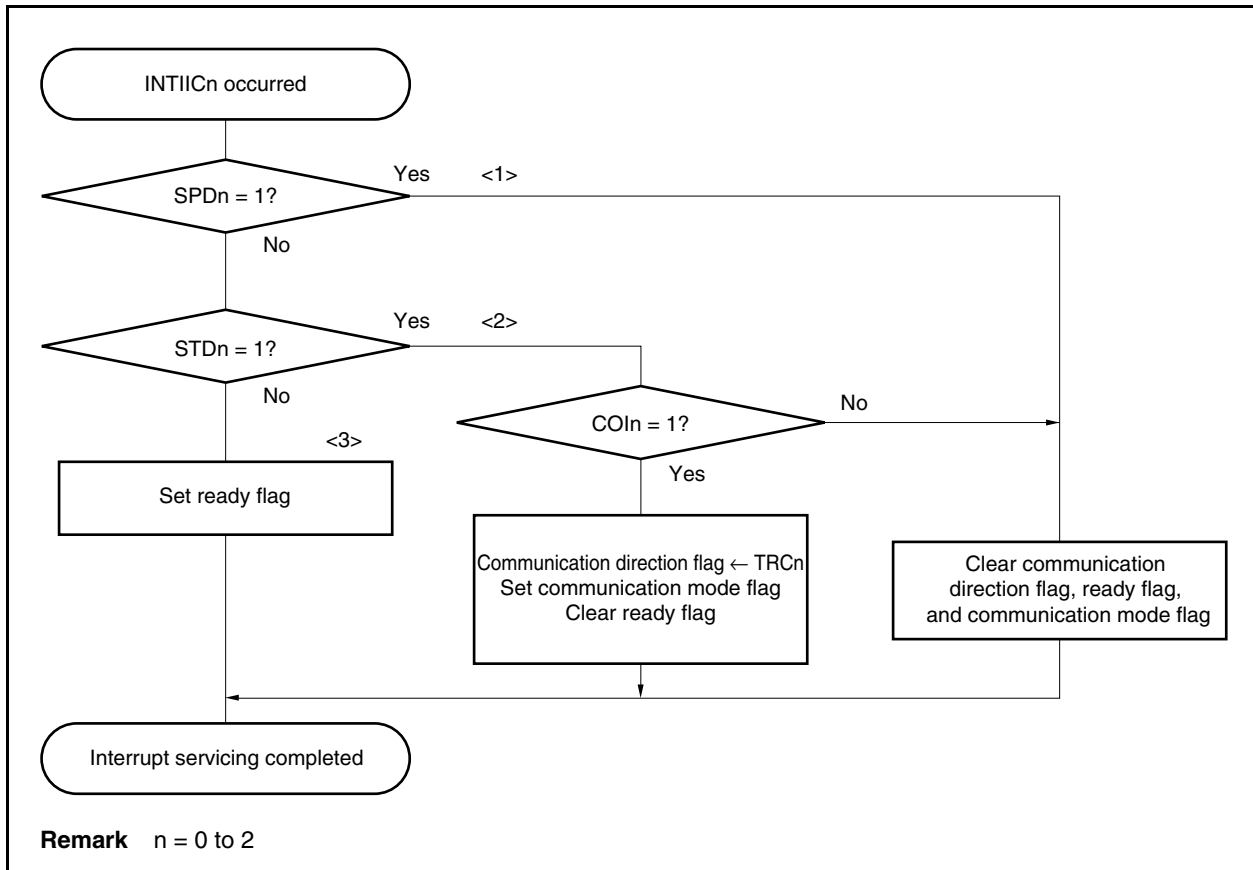 INTIICn occurred
SPDn = 1?
Yes
<1>
No
STDn = 1?
Yes
<2>
No
COIn = 1?
No
Yes
<3>
Set ready flag
Communication direction flag ← TRCn
Set communication mode flag
Clear ready flag
Clear communication
direction flag, ready flag,
and communication mode flag
Interrupt servicing completed
Remark n = 0 to 2